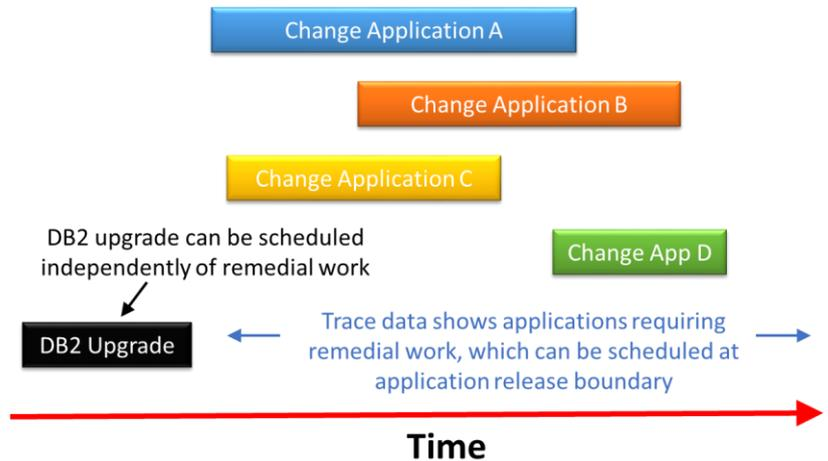 Change Application A
Change Application B
Change Application C
DB2 upgrade can be scheduled
independently of remedial work
Change App D
DB2 Upgrade
Trace data shows applications requiring
remedial work, which can be scheduled at
application release boundary
Time